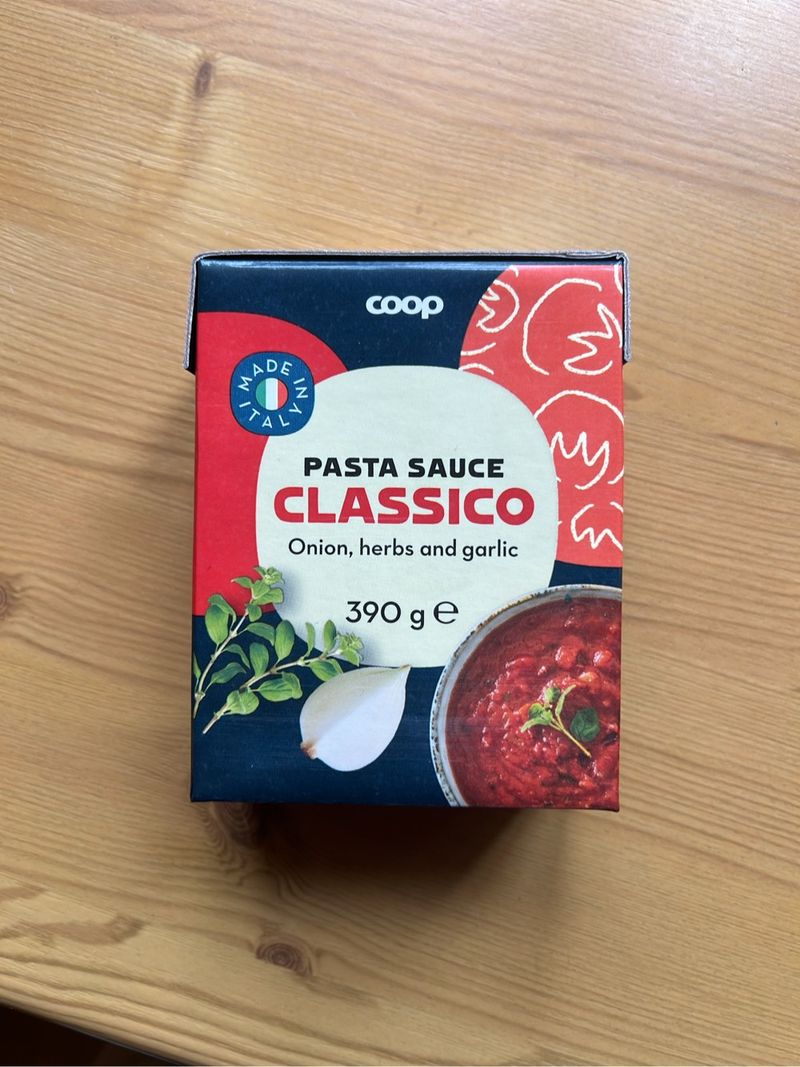 coop
MADE IN
ITALY
PASTA SAUCE
CLASSICO
Onion, herbs and garlic
390 g ℮